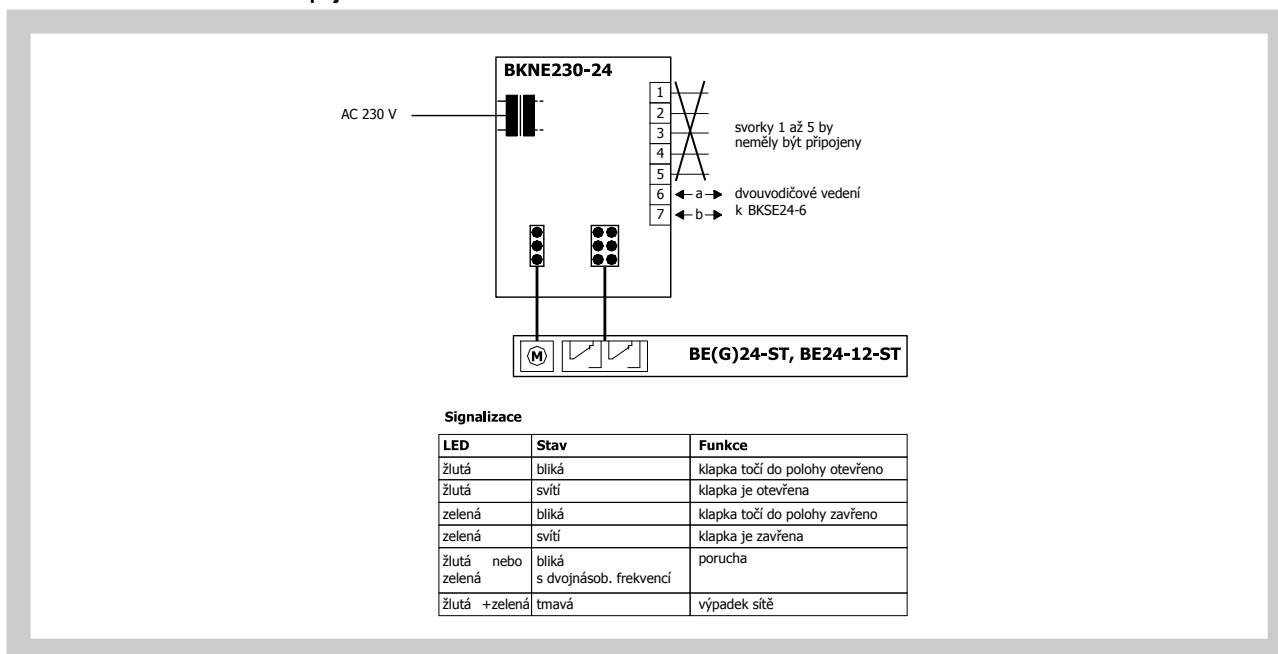 BKNE230-24
AC 230 V
1
2
3
4
5
6
7
svorky 1 až 5 by
neměly být připojeny
a
dvouvodičové vedení
b
k BKSE24-6
M
BE(G)24-ST, BE24-12-ST
Signalizace
LED Stav Funkce
žlutá bliká klapka točí do polohy otevřeno
žlutá svítí klapka je otevřena
zelená bliká klapka točí do polohy zavřeno
zelená svítí klapka je zavřena
žlutá nebo bliká porucha
zelená s dvojnásob. frekvencí
žlutá +zelená tmavá výpadek sítě